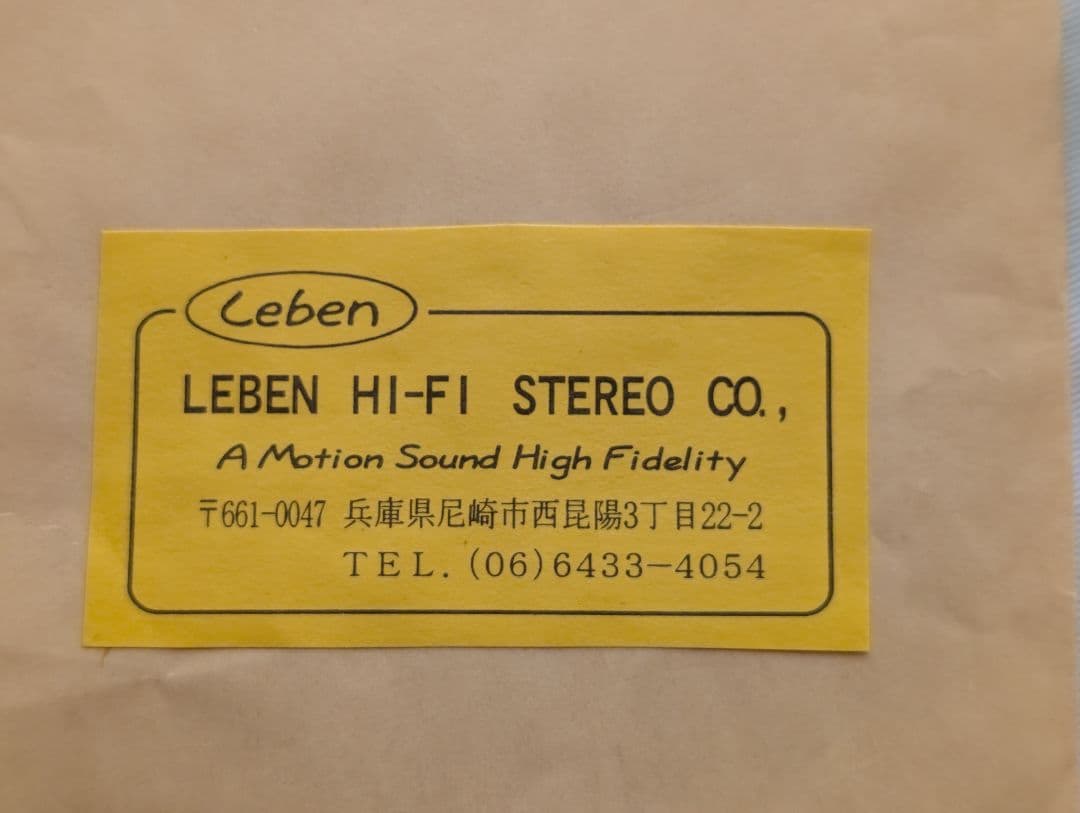 Leben
LEBEN HI-FI STEREO CO.,
A Motion Sound High Fidelity
〒661-0047 兵庫県尼崎市西昆陽3丁目22-2
TEL. (06)6433-4054